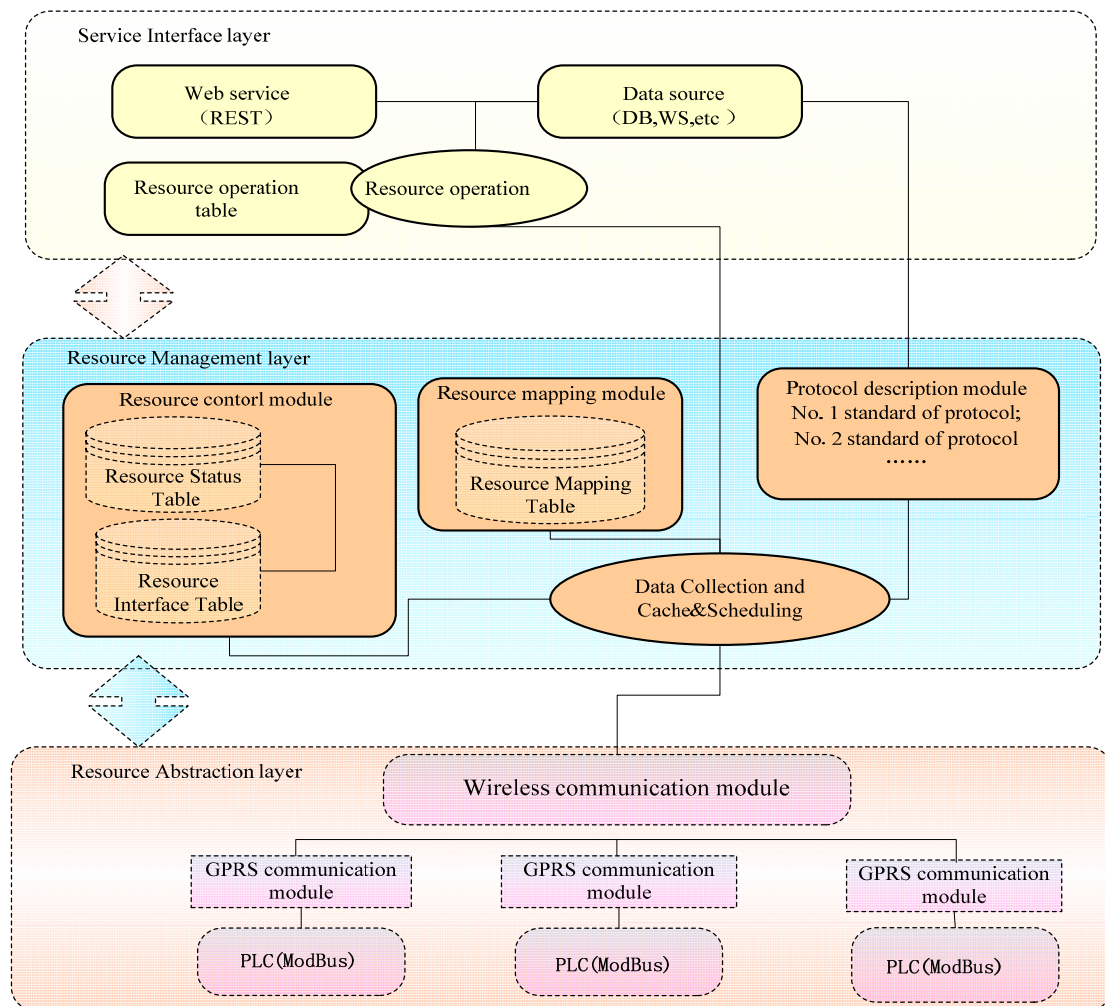 Service Interface layer
Web service
（REST）
Data source
（DB,WS,etc ）
Resource operation
table
Resource operation
Resource Management layer
Resource contorl module
Resource Status
Table
Resource
Interface Table
Resource mapping module
Resource Mapping
Table
Protocol description module
No. 1 standard of protocol;
No. 2 standard of protocol
……
Data Collection and
Cache&Scheduling
Resource Abstraction layer
Wireless communication module
GPRS communication
module
GPRS communication
module
GPRS communication
module
PLC(ModBus)
PLC(ModBus)
PLC(ModBus)